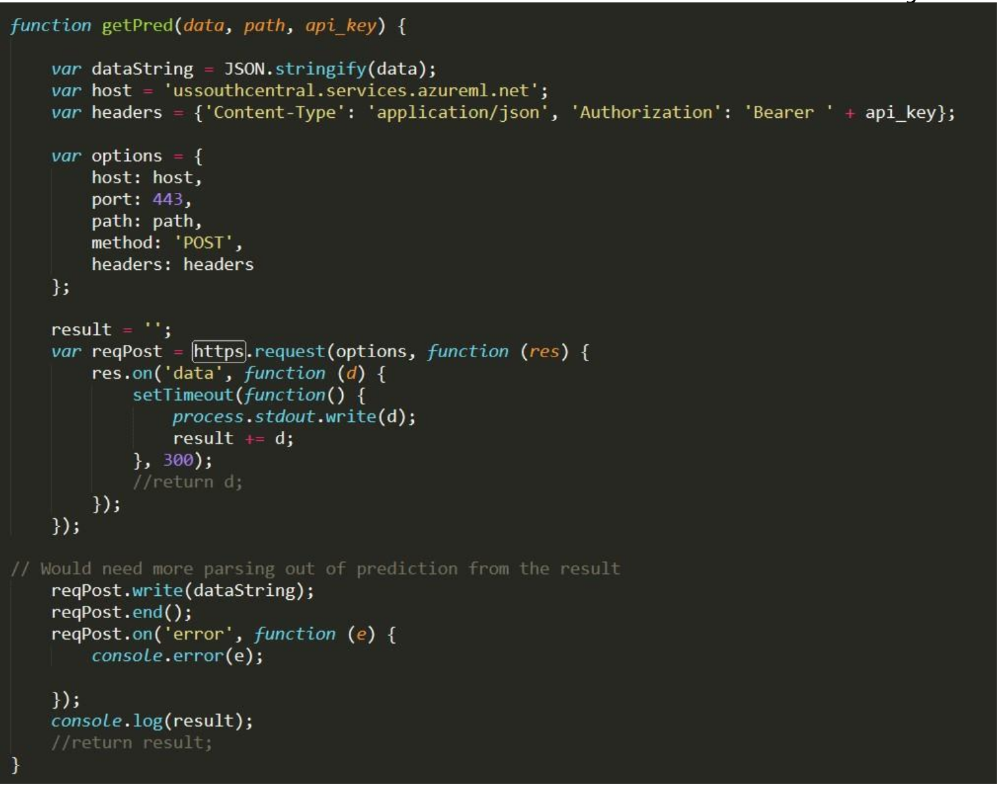 function getPred(data, path, api_key) {
var dataString = JSON.stringify(data);
var host = 'ussouthcentral.services.azureml.net';
var headers = {'Content-Type': 'application/json', 'Authorization': 'Bearer ' + api_key};
var options = {
host: host,
port: 443,
path: path,
method: 'POST',
headers: headers
};
result = '';
var reqPost = https.request(options, function (res) {
res.on('data', function (d) {
setTimeout(function() {
process.stdout.write(d);
result += d;
}, 300);
//return d;
});
});
// Would need more parsing out of prediction from the result
reqPost.write(dataString);
reqPost.end();
reqPost.on('error', function (e) {
console.error(e);
});
console.log(result);
//return result;
}